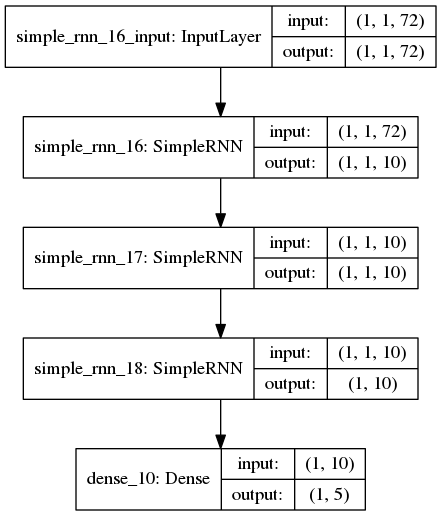 simple_rnn_16_input: InputLayer
input: (1, 1, 72)
output: (1, 1, 72)
simple_rnn_16: SimpleRNN
input: (1, 1, 72)
output: (1, 1, 10)
simple_rnn_17: SimpleRNN
input: (1, 1, 10)
output: (1, 1, 10)
simple_rnn_18: SimpleRNN
input: (1, 1, 10)
output: (1, 10)
dense_10: Dense
input: (1, 10)
output: (1, 5)